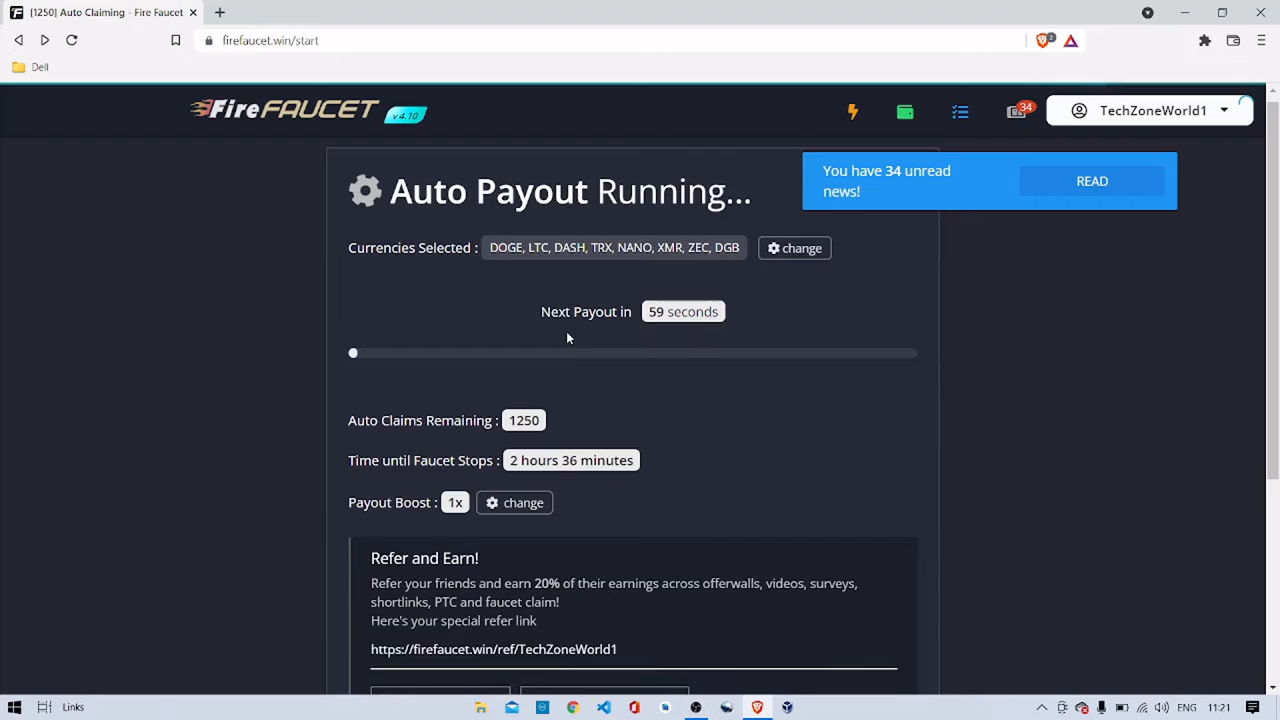 [1250] Auto Claiming - Fire Faucet
firefaucet.win/start
2
Dell
FireFAUCET v 4.10
34
TechZoneWorld1
You have 34 unread
news!
READ
Auto Payout Running...
Currencies Selected : DOGE, LTC, DASH, TRX, NANO, XMR, ZEC, DGB change
Next Payout in 59 seconds
Auto Claims Remaining : 1250
Time until Faucet Stops : 2 hours 36 minutes
Payout Boost : 1x change
Refer and Earn!
Refer your friends and earn 20% of their earnings across offerwalls, videos, surveys,
shortlinks, PTC and faucet claim!
Here's your special refer link
https://firefaucet.win/ref/TechZoneWorld1
Links
ENG 11:21